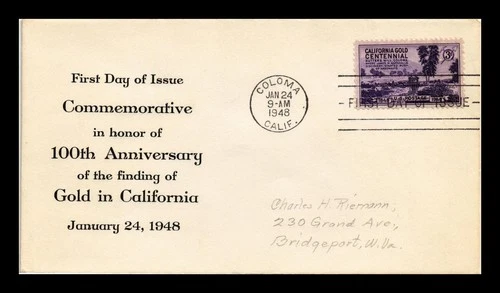 First Day of Issue
Commemorative
in honor of
100th Anniversary
of the finding of
Gold in California
January 24, 1948
COLOMA
JAN 24
9-AM
1948
CALIF.
CALIFORNIA GOLD
CENTENNIAL
3¢
FIRST DAY OF ISSUE
Charles H. Riemann,
230 Grand Ave.,
Bridgeport, W. Va.